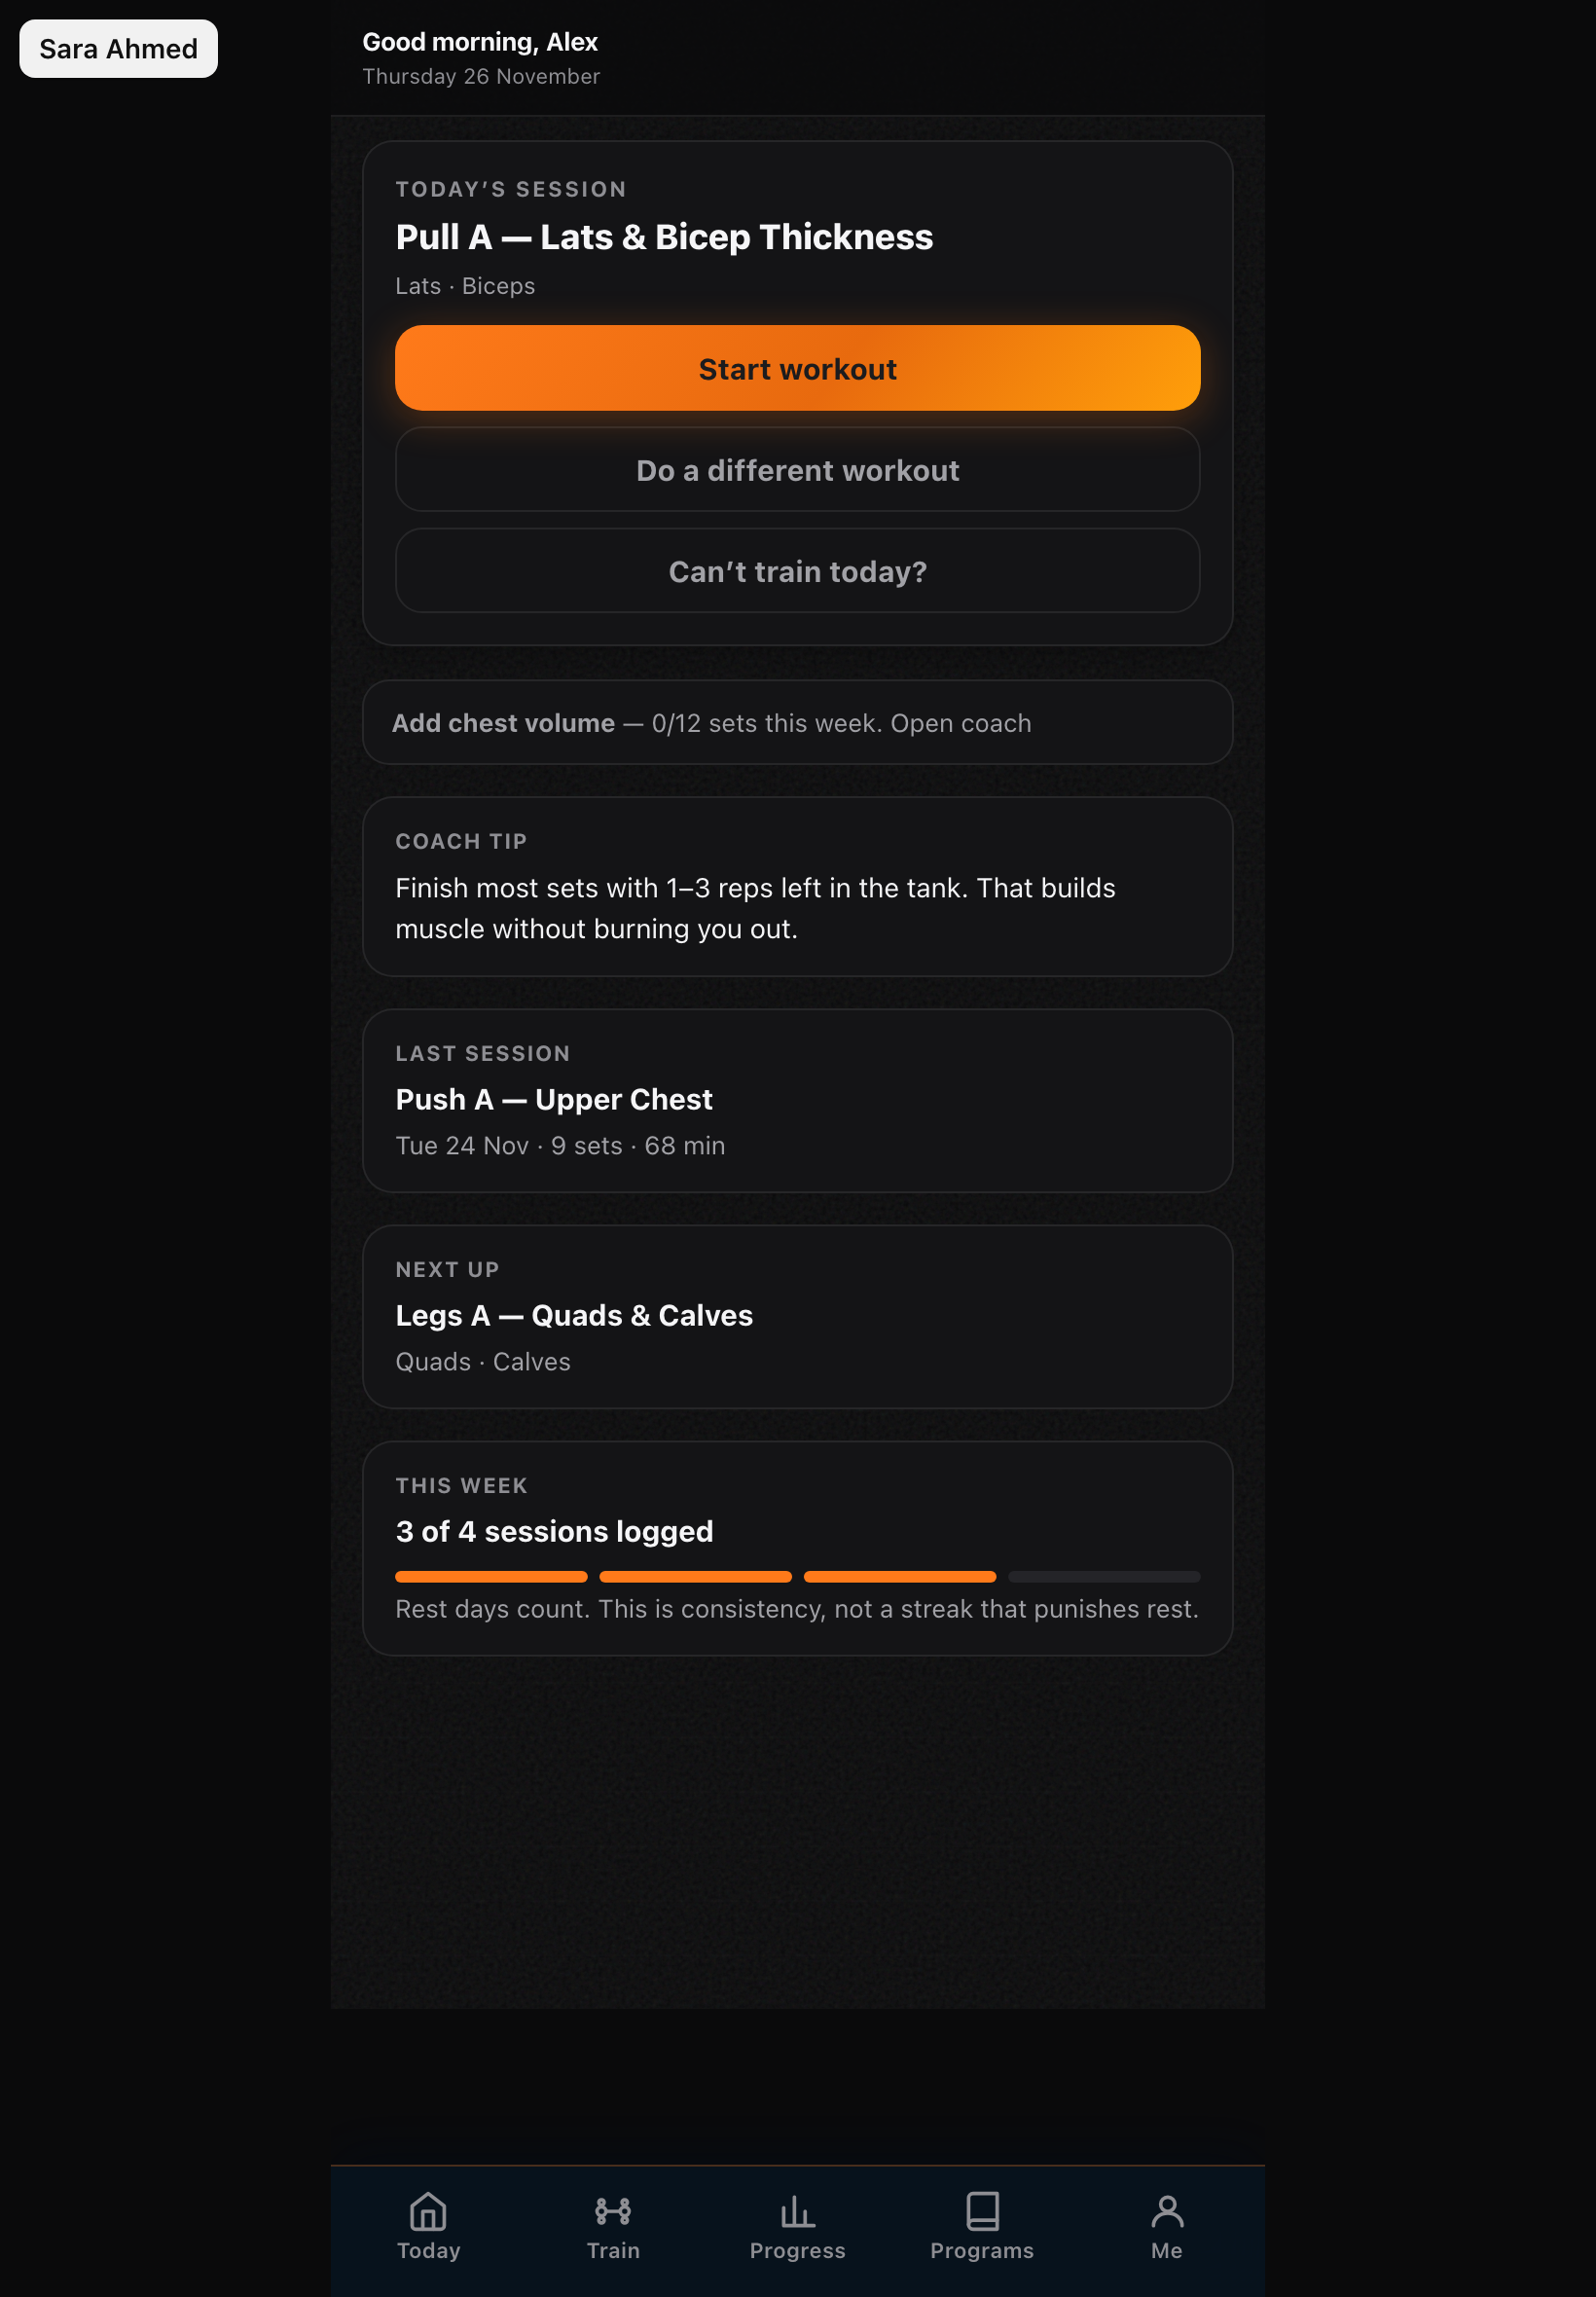 Sara Ahmed
Good morning, Alex
Thursday 26 November
TODAY’S SESSION
Pull A — Lats & Bicep Thickness
Lats · Biceps
Start workout
Do a different workout
Can’t train today?
Add chest volume — 0/12 sets this week. Open coach
COACH TIP
Finish most sets with 1–3 reps left in the tank. That builds
muscle without burning you out.
LAST SESSION
Push A — Upper Chest
Tue 24 Nov · 9 sets · 68 min
NEXT UP
Legs A — Quads & Calves
Quads · Calves
THIS WEEK
3 of 4 sessions logged
Rest days count. This is consistency, not a streak that punishes rest.
Today
Train
Progress
Programs
Me